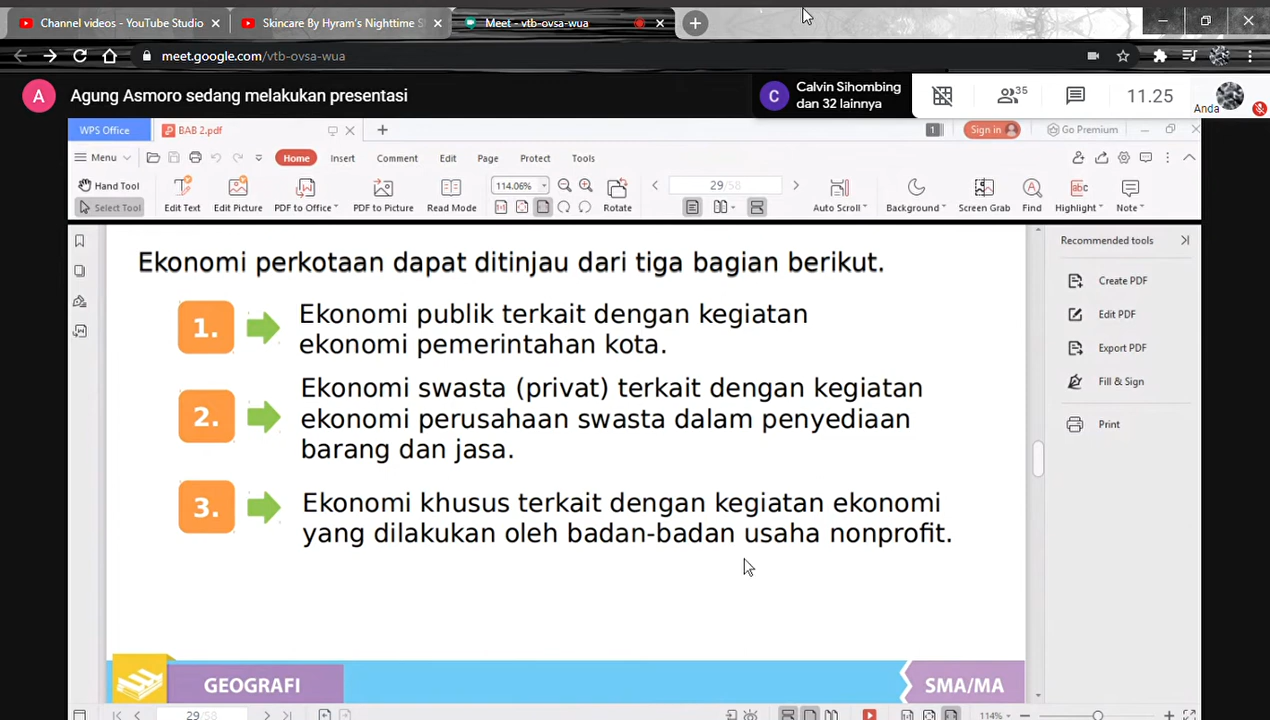 Channel videos - YouTube Studio
Skincare By Hyram's Nighttime S
Meet - vtb-ovsa-wua
meet.google.com/vtb-ovsa-wua
A
Agung Asmoro sedang melakukan presentasi
C
Calvin Sihombing
dan 32 lainnya
35
11.25
Anda
WPS Office
BAB 2.pdf
1
Sign in
Go Premium
Menu
Home
Insert
Comment
Edit
Page
Protect
Tools
Hand Tool
Select Tool
Edit Text
Edit Picture
PDF to Office
PDF to Picture
Read Mode
114.06%
Rotate
29/58
Auto Scroll
Background
Screen Grab
Find
Highlight
Note
Ekonomi perkotaan dapat ditinjau dari tiga bagian berikut.
1.
Ekonomi publik terkait dengan kegiatan
ekonomi pemerintahan kota.
2.
Ekonomi swasta (privat) terkait dengan kegiatan
ekonomi perusahaan swasta dalam penyediaan
barang dan jasa.
3.
Ekonomi khusus terkait dengan kegiatan ekonomi
yang dilakukan oleh badan-badan usaha nonprofit.
Recommended tools
Create PDF
Edit PDF
Export PDF
Fill & Sign
Print
GEOGRAFI
SMA/MA
29/58
114%